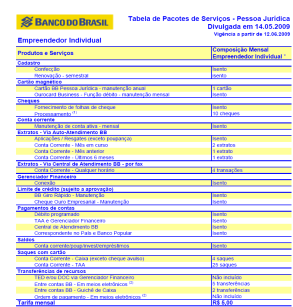 BANCO DO BRASIL
Tabela de Pacotes de Serviços - Pessoa Jurídica
Divulgada em 14.05.2009
Vigência a partir de 12.06.2009
Empreendedor Individual
Produtos e Serviços
Composição Mensal
Empreendedor Individual *
Cadastro
Confecção Isento
Renovação - semestral Isento
Cartão magnético
Cartão BB Pessoa Jurídica - manutenção anual 1 cartão
Ourocard Business - Função débito - manutenção mensal Isento
Cheques
Fornecimento de folhas de cheque Isento
Processamento (1) 10 cheques
Conta corrente
Manutenção de conta ativa - mensal Isento
Extratos - Via Auto-Atendimento BB
Aplicações / Resgates (exceto poupança) Isento
Conta Corrente - Mês em curso 2 extratos
Conta Corrente - Mês anterior 1 extrato
Conta Corrente - Últimos 6 meses 1 extrato
Extratos - Via Central de Atendimento BB - por fax
Conta Corrente - Qualquer horário 4 transações
Gerenciador Financeiro
Conexão Isento
Limite de crédito (sujeito a aprovação)
BB Giro Rápido - Manutenção Isento
Cheque Ouro Empresarial - Manutenção Isento
Pagamentos de contas
Débito programado Isento
TAA e Gerenciador Financeiro Isento
Central de Atendimento BB Isento
Correspondente no País e Banco Popular Isento
Saldos
Conta corrente/poup/invest/empréstimos Isento
Saques com cartão
Conta Corrente - Caixa (exceto cheque avulso) 4 saques
Conta Corrente - TAA 25 saques
Transferências de recursos
TED e/ou DOC via Gerenciador Financeiro Não incluído
Entre contas BB - Em meios eletrônicos (2) 6 transferências
Entre contas BB - Guichê de Caixa 2 transferências
Ordem de pagamento - Em meios eletrônicos (2) Não incluído
Tarifa mensal R$ 5,00